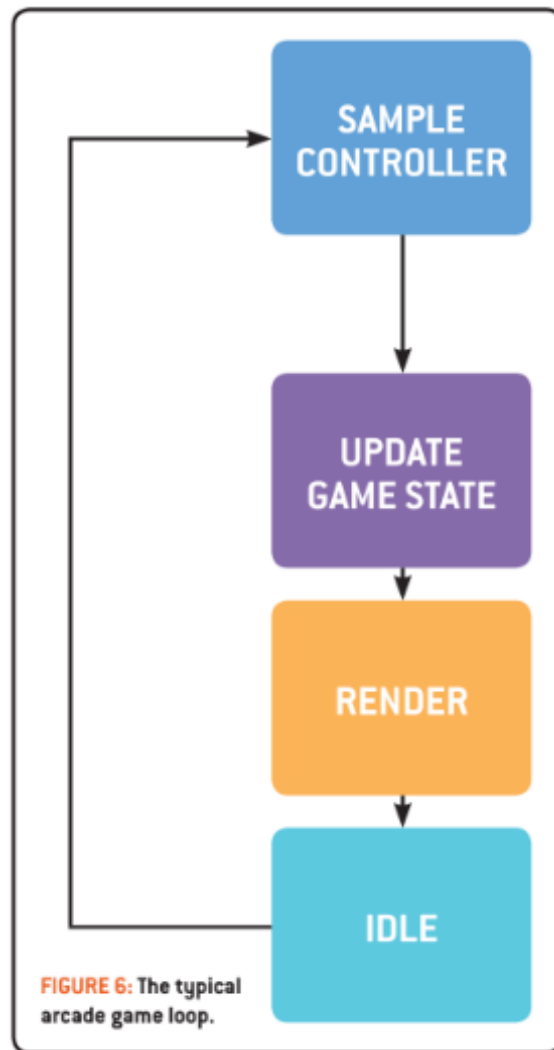 SAMPLE
CONTROLLER
UPDATE
GAME STATE
RENDER
IDLE
FIGURE 6: The typical
arcade game loop.